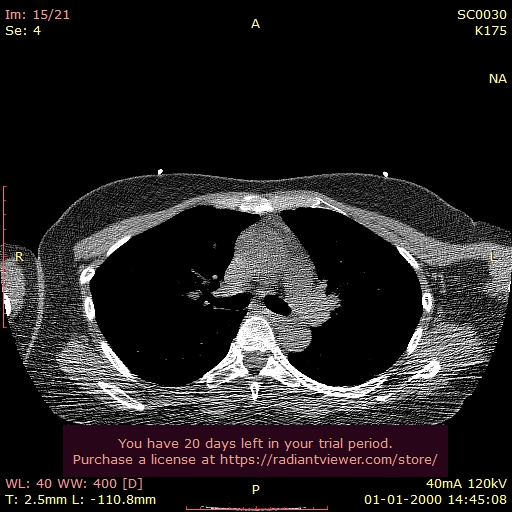 Im: 15/21
Se: 4
A
SC0030
K175
NA
R
L
You have 20 days left in your trial period.
Purchase a license at https://radiantviewer.com/store/
WL: 40 WW: 400 [D]
T: 2.5mm L: -110.8mm
P
40mA 120kV
01-01-2000 14:45:08